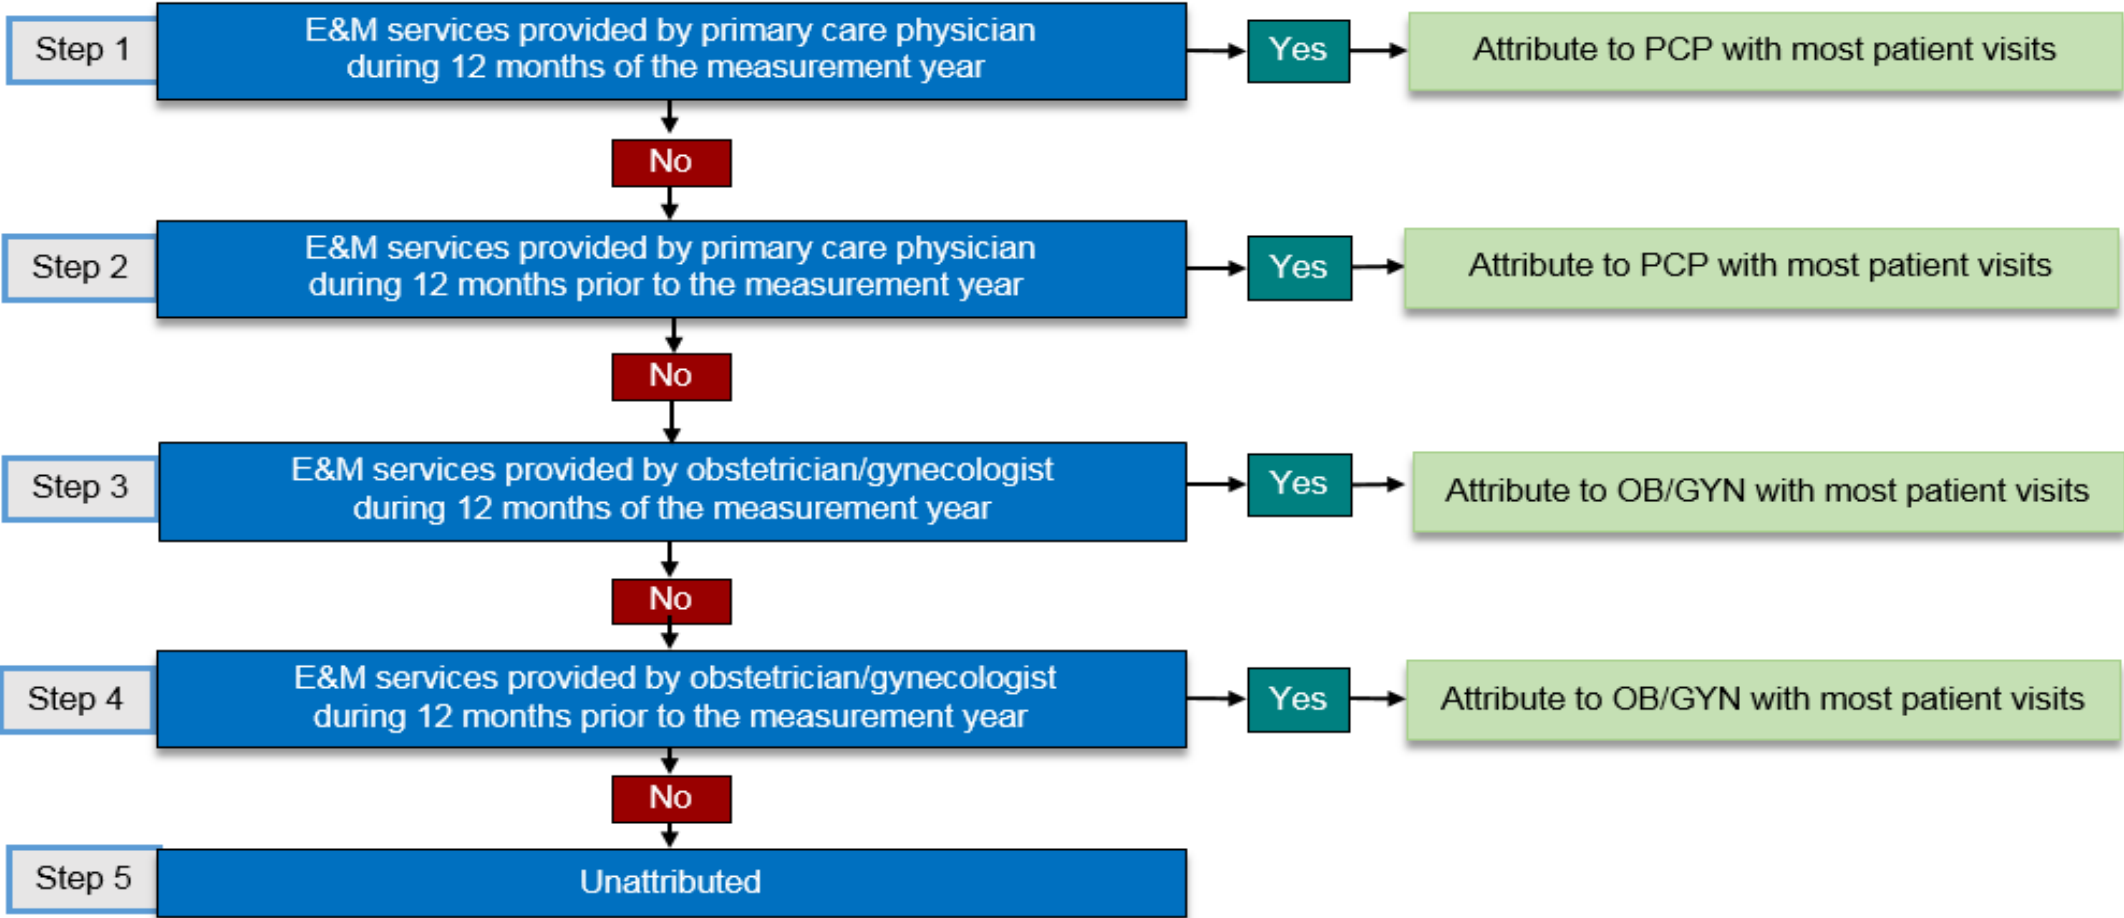 Step 1
E&M services provided by primary care physician
during 12 months of the measurement year
Yes
Attribute to PCP with most patient visits
No
Step 2
E&M services provided by primary care physician
during 12 months prior to the measurement year
Yes
Attribute to PCP with most patient visits
No
Step 3
E&M services provided by obstetrician/gynecologist
during 12 months of the measurement year
Yes
Attribute to OB/GYN with most patient visits
No
Step 4
E&M services provided by obstetrician/gynecologist
during 12 months prior to the measurement year
Yes
Attribute to OB/GYN with most patient visits
No
Step 5
Unattributed